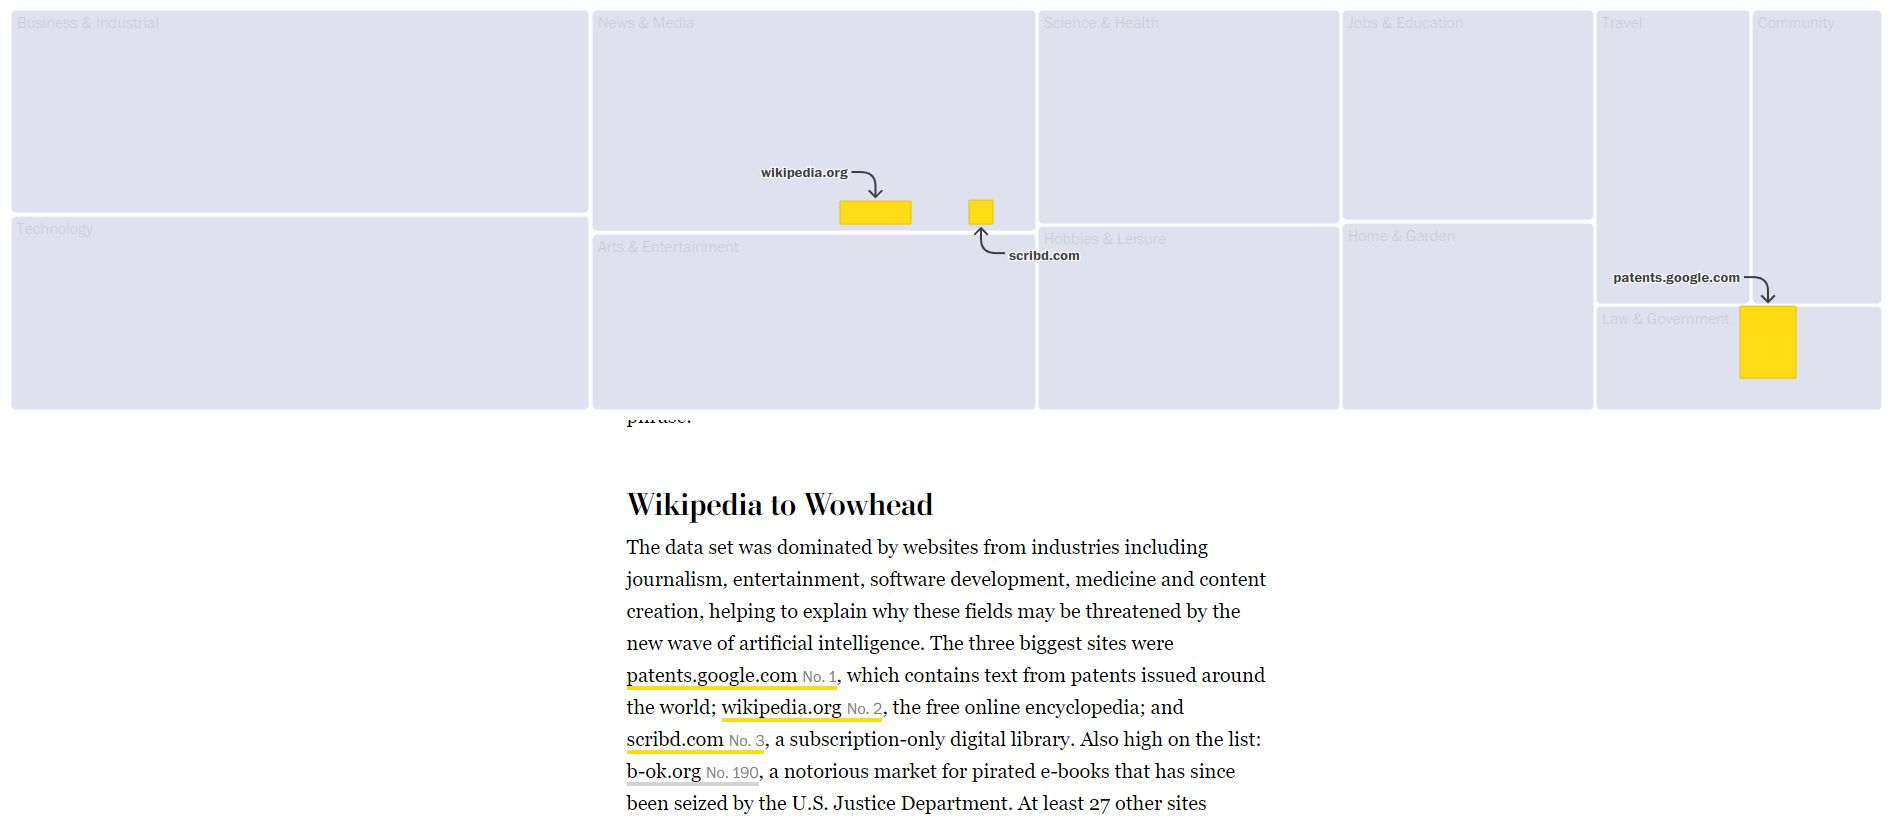 Business & Industrial
News & Media
Science & Health
Jobs & Education
Travel
Community
wikipedia.org
scribd.com
Technology
Arts & Entertainment
Hobbies & Leisure
Home & Garden
patents.google.com
Law & Government
phrase.
Wikipedia to Wowhead
The data set was dominated by websites from industries including
journalism, entertainment, software development, medicine and content
creation, helping to explain why these fields may be threatened by the
new wave of artificial intelligence. The three biggest sites were
patents.google.com No. 1, which contains text from patents issued around
the world; wikipedia.org No. 2, the free online encyclopedia; and
scribd.com No. 3, a subscription-only digital library. Also high on the list:
b-ok.org No. 190, a notorious market for pirated e-books that has since
been seized by the U.S. Justice Department. At least 27 other sites